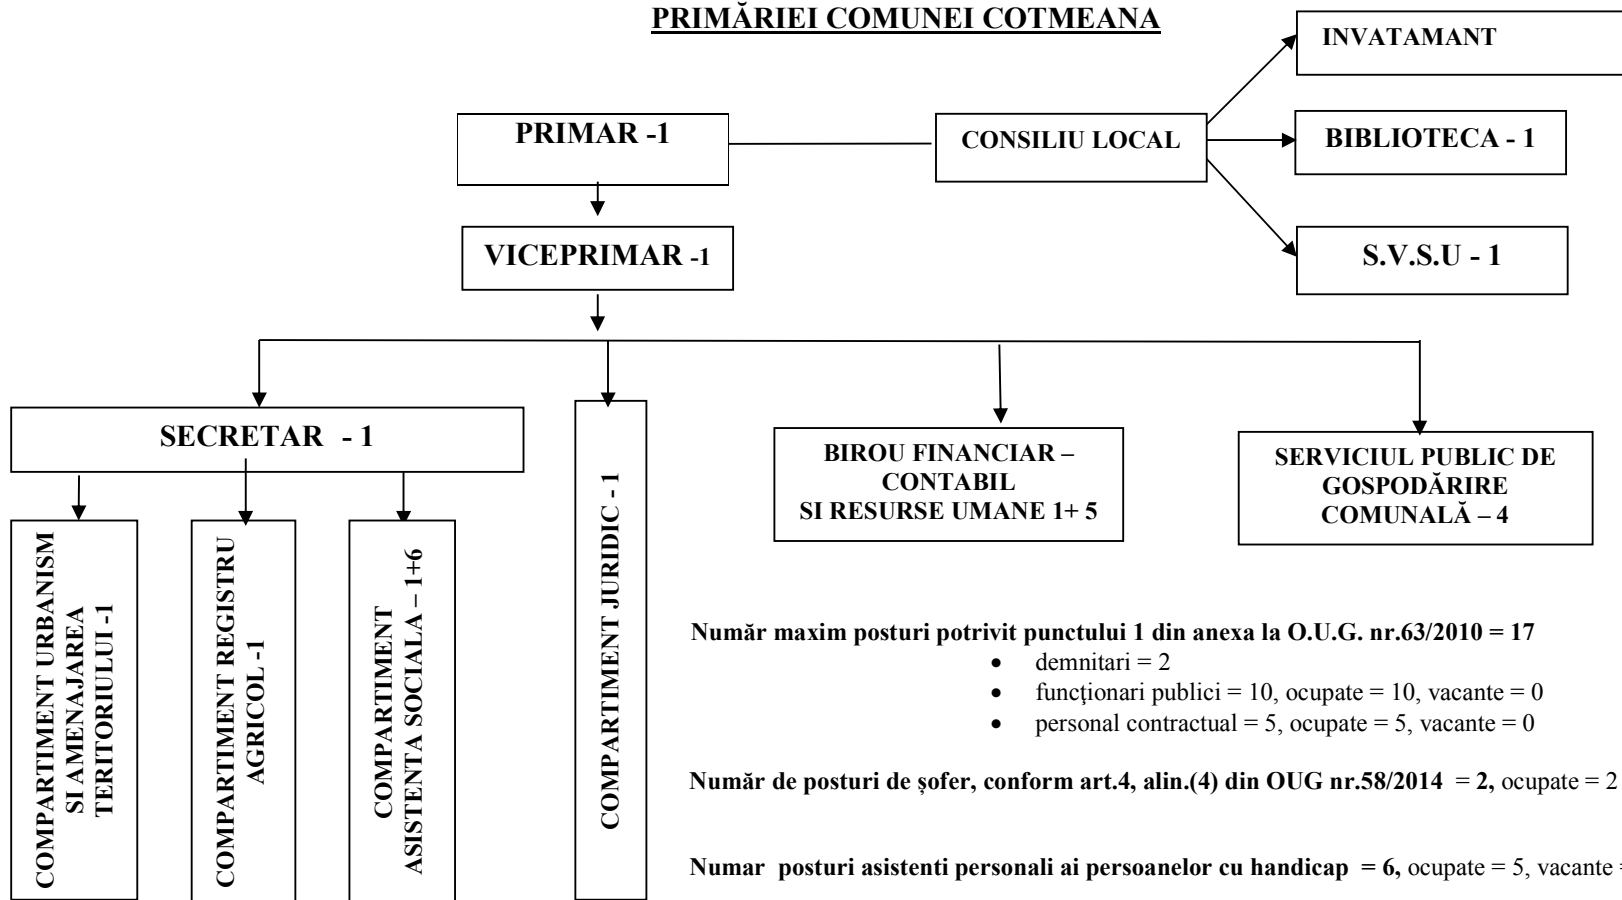 PRIMĂRIEI COMUNEI COTMEANA
INVATAMANT
PRIMAR -1
CONSILIU LOCAL
BIBLIOTECA - 1
VICEPRIMAR -1
S.V.S.U - 1
SECRETAR - 1
BIROU FINANCIAR –
CONTABIL
SI RESURSE UMANE 1+ 5
SERVICIUL PUBLIC DE
GOSPODĂRIRE
COMUNALĂ – 4
COMPARTIMENT URBANISM
SI AMENAJAREA
TERITORIULUI -1
COMPARTIMENT REGISTRU
AGRICOL -1
COMPARTIMENT
ASISTENTA SOCIALA – 1+6
COMPARTIMENT JURIDIC - 1
Număr maxim posturi potrivit punctului 1 din anexa la O.U.G. nr.63/2010 = 17
• demnitari = 2
• funcţionari publici = 10, ocupate = 10, vacante = 0
• personal contractual = 5, ocupate = 5, vacante = 0
Număr de posturi de șofer, conform art.4, alin.(4) din OUG nr.58/2014 = 2, ocupate = 2
Numar posturi asistenti personali ai persoanelor cu handicap = 6, ocupate = 5, vacante =